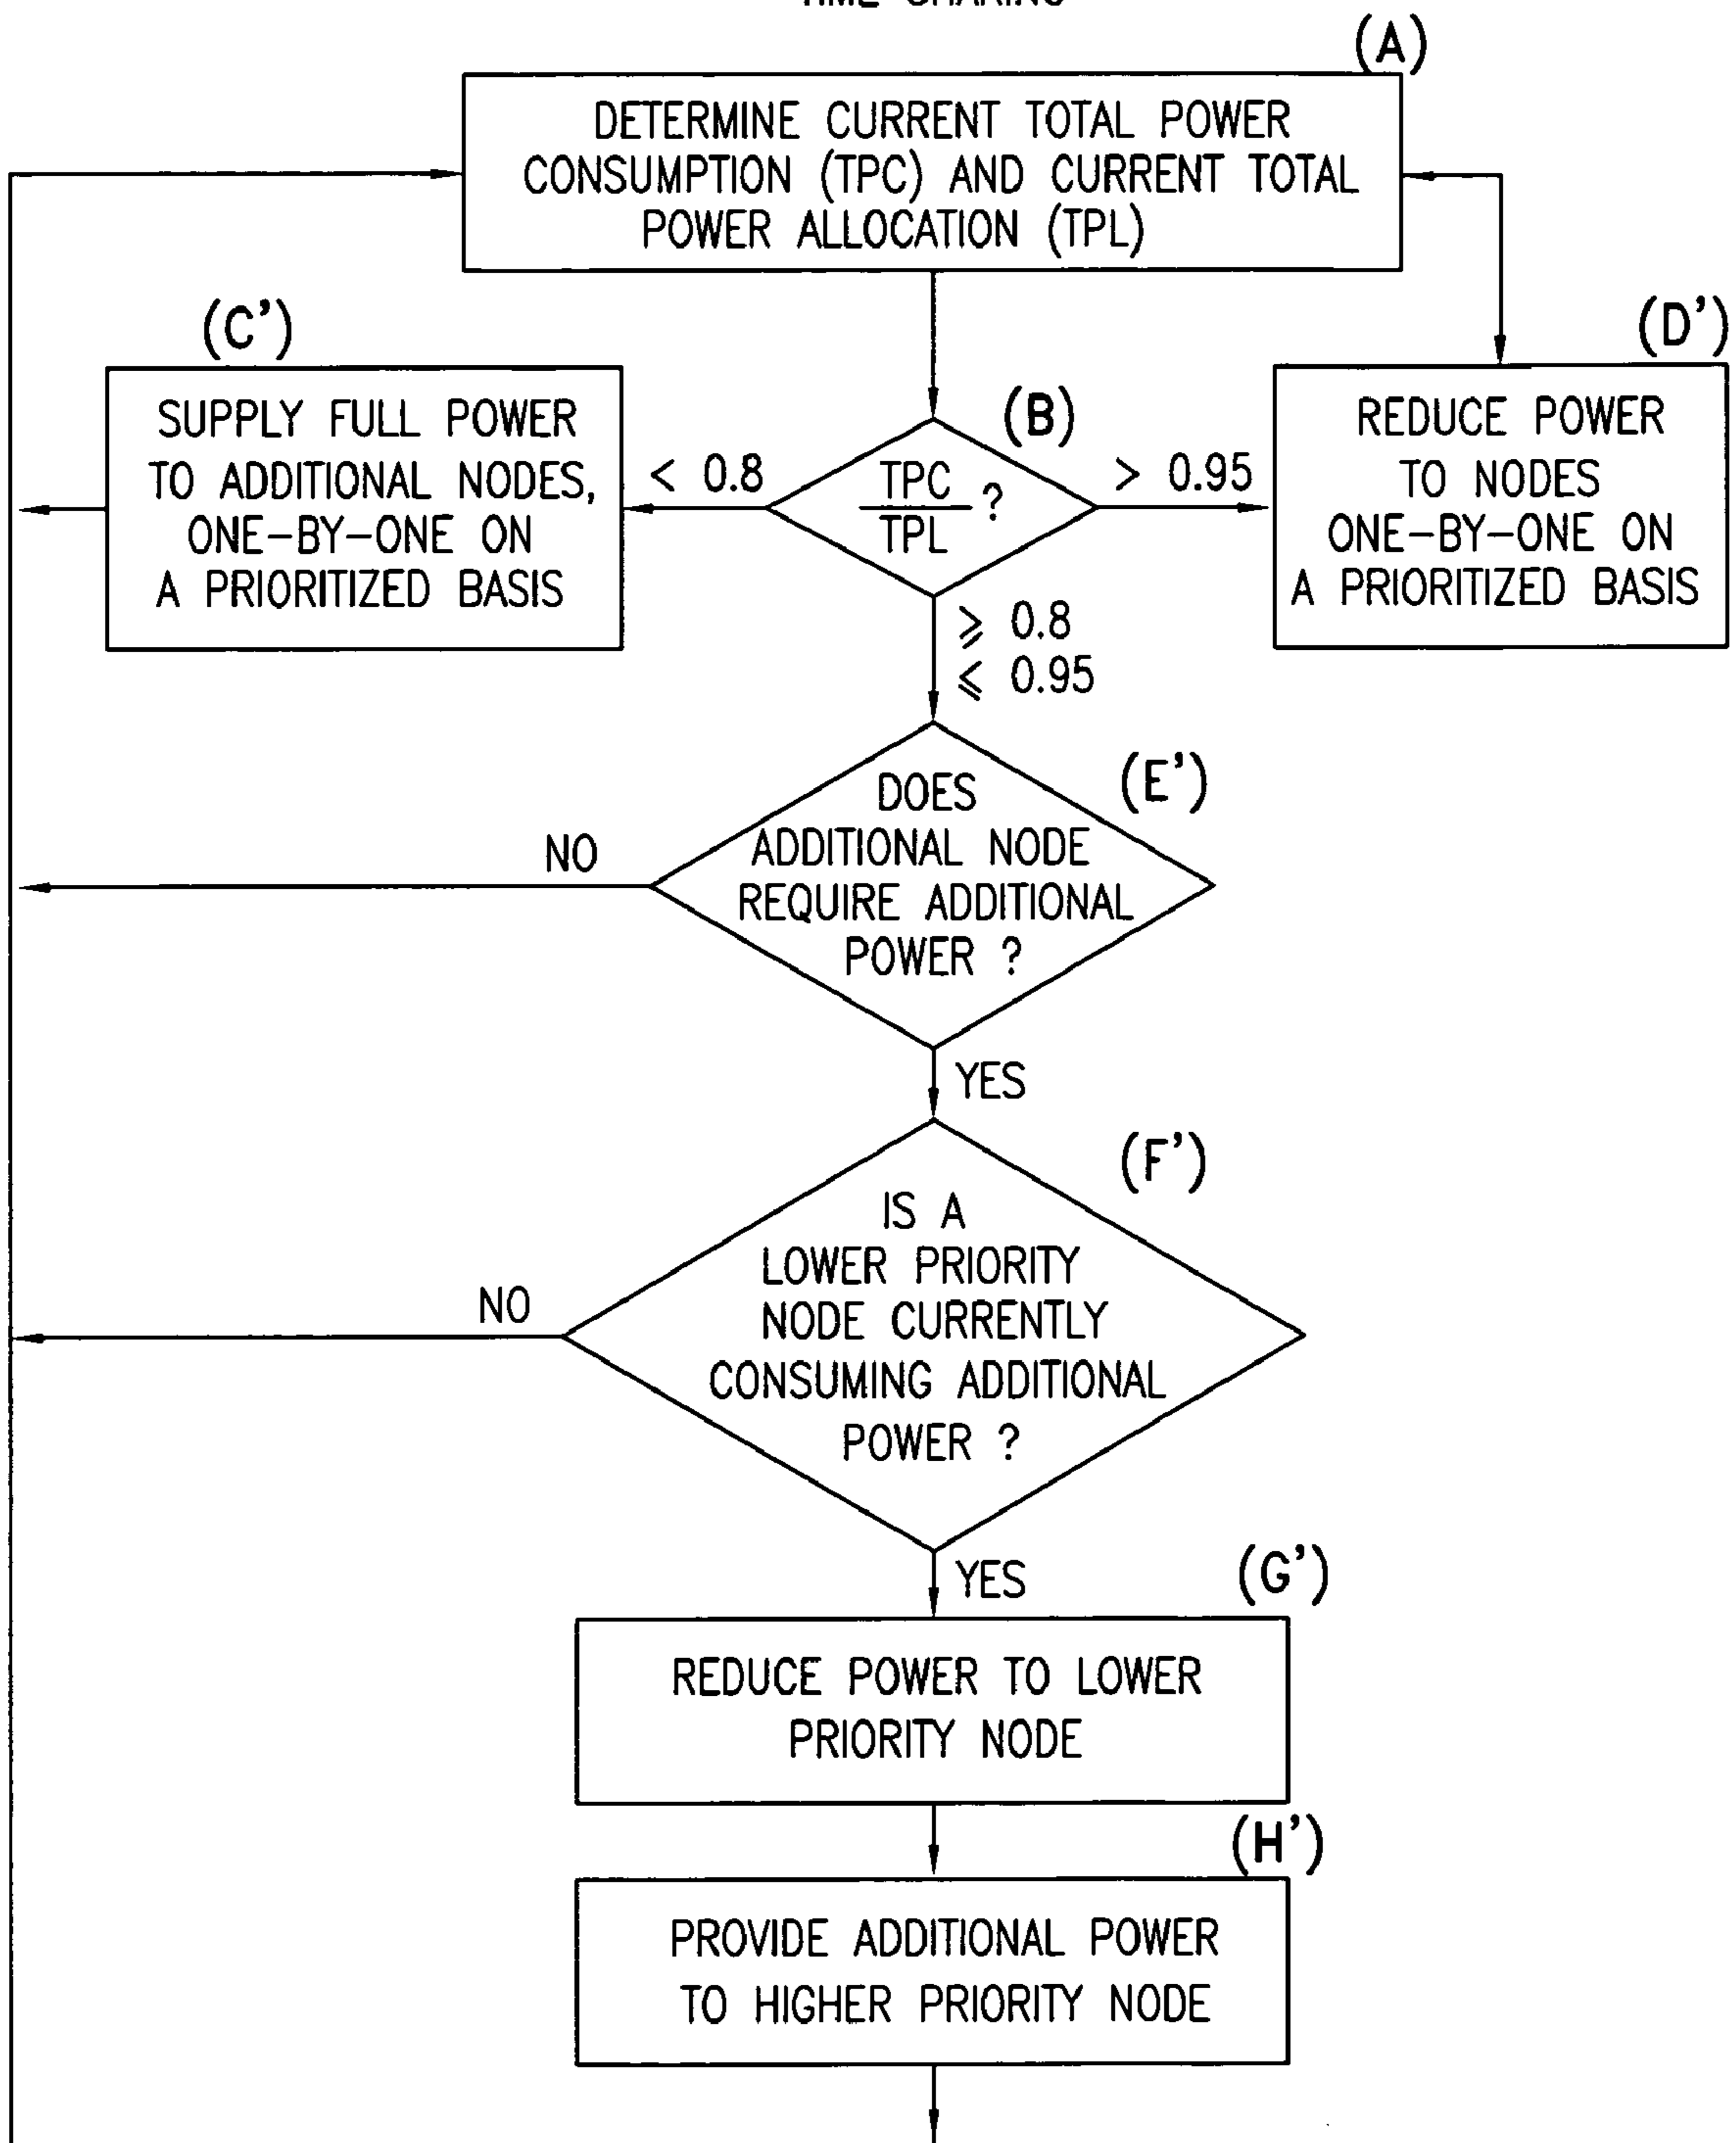 TIME SHARING
(A)
DETERMINE CURRENT TOTAL POWER
CONSUMPTION (TPC) AND CURRENT TOTAL
POWER ALLOCATION (TPL)
(C')
SUPPLY FULL POWER
TO ADDITIONAL NODES,
ONE-BY-ONE ON
A PRIORITIZED BASIS
< 0.8
(B)
TPC
TPL
?
> 0.95
(D')
REDUCE POWER
TO NODES
ONE-BY-ONE ON
A PRIORITIZED BASIS
⩾ 0.8
⩽ 0.95
(E')
DOES
ADDITIONAL NODE
REQUIRE ADDITIONAL
POWER ?
NO
YES
(F')
IS A
LOWER PRIORITY
NODE CURRENTLY
CONSUMING ADDITIONAL
POWER ?
NO
YES
(G')
REDUCE POWER TO LOWER
PRIORITY NODE
(H')
PROVIDE ADDITIONAL POWER
TO HIGHER PRIORITY NODE